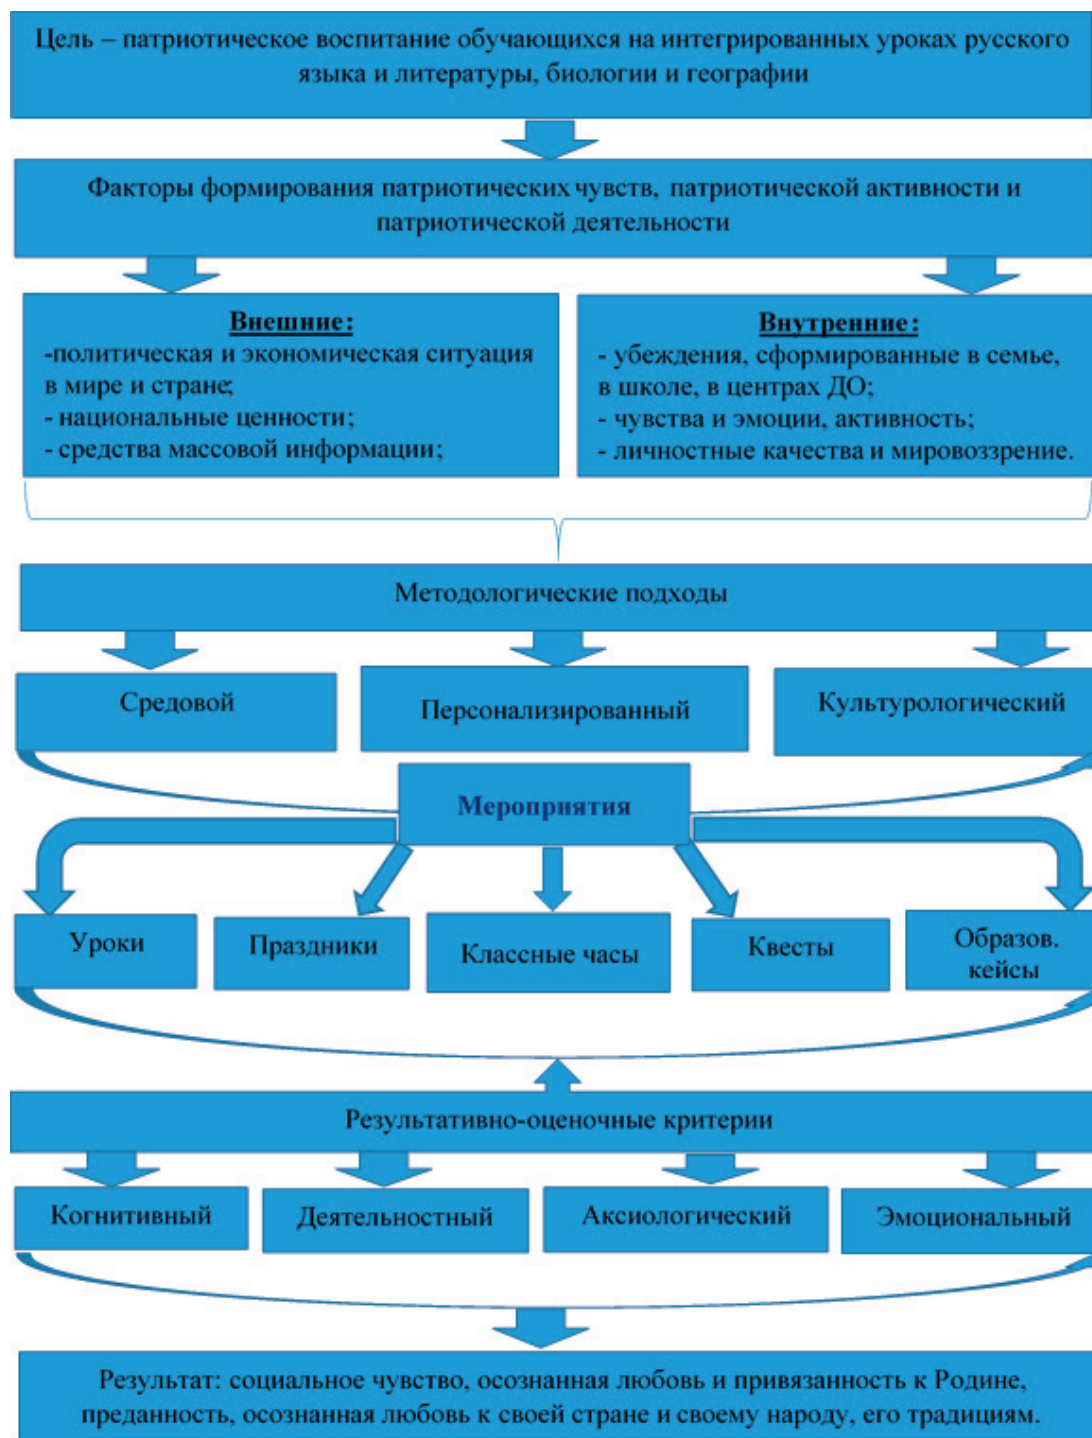 Цель – патриотическое воспитание обучающихся на интегрированных уроках русского
языка и литературы, биологии и географии
Факторы формирования патриотических чувств, патриотической активности и
патриотической деятельности
Внешние:
-политическая и экономическая ситуация
в мире и стране;
- национальные ценности;
- средства массовой информации;
Внутренние:
- убеждения, сформированные в семье,
в школе, в центрах ДО;
- чувства и эмоции, активность;
- личностные качества и мировоззрение.
Методологические подходы
Средовой
Персонализированный
Культурологический
Мероприятия
Уроки
Праздники
Классные часы
Квесты
Образов.
кейсы
Результативно-оценочные критерии
Когнитивный
Деятельностный
Аксиологический
Эмоциональный
Результат: социальное чувство, осознанная любовь и привязанность к Родине,
преданность, осознанная любовь к своей стране и своему народу, его традициям.